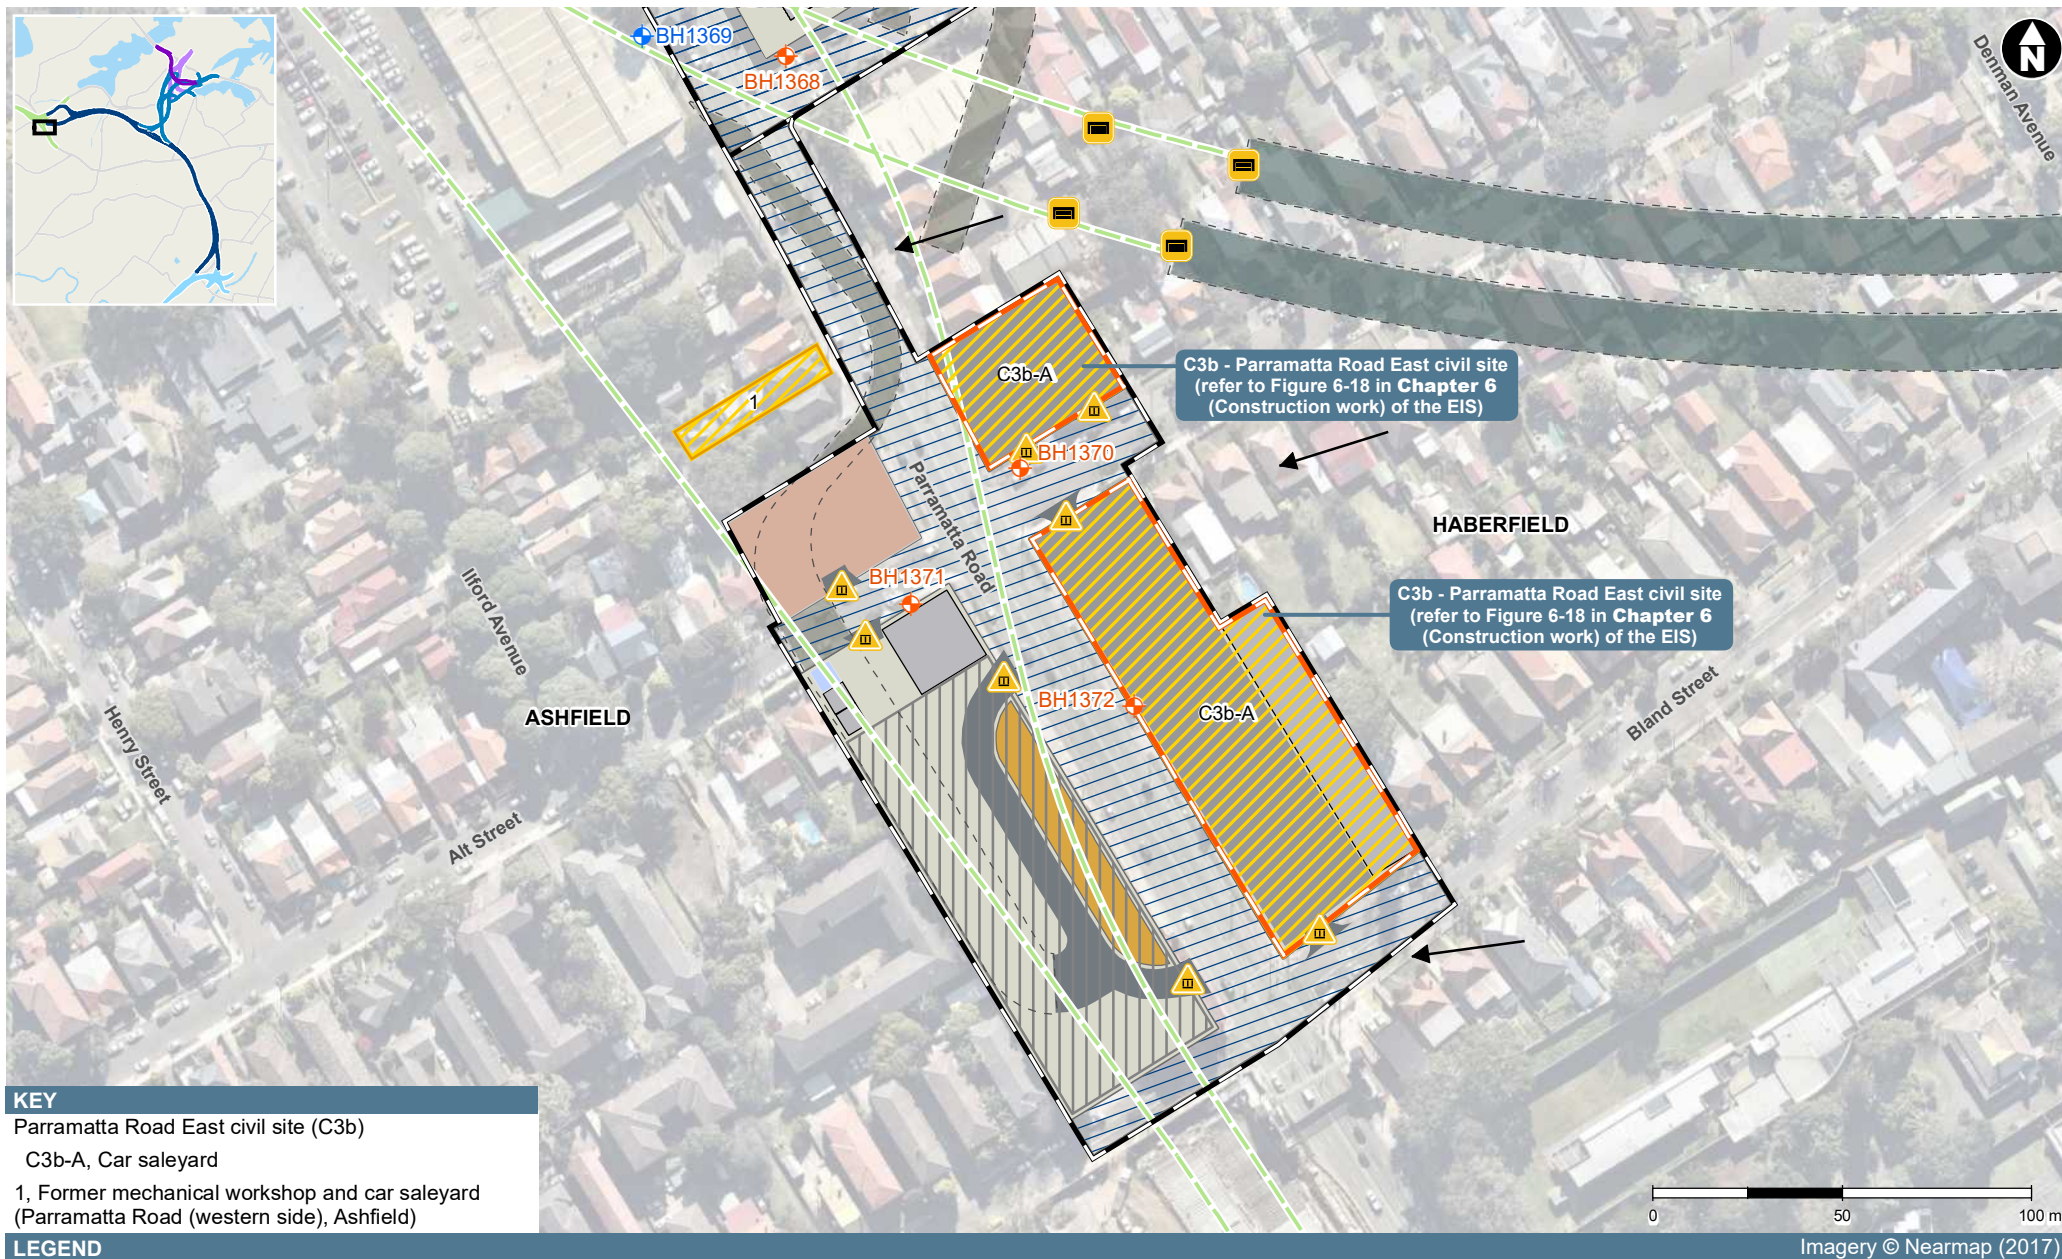 BH1369
BH1368
N
Denman Avenue
C3b-A
C3b - Parramatta Road East civil site
(refer to Figure 6-18 in Chapter 6
(Construction work) of the EIS)
1
BH1370
Parramatta Road
HABERFIELD
BH1371
Ilford Avenue
C3b - Parramatta Road East civil site
(refer to Figure 6-18 in Chapter 6
(Construction work) of the EIS)
BH1372
C3b-A
ASHFIELD
Bland Street
Henry Street
Alt Street
KEY
Parramatta Road East civil site (C3b)
C3b-A, Car saleyard
1, Former mechanical workshop and car saleyard
(Parramatta Road (western side), Ashfield)
0 50 100 m
LEGEND
Imagery © Nearmap (2017)